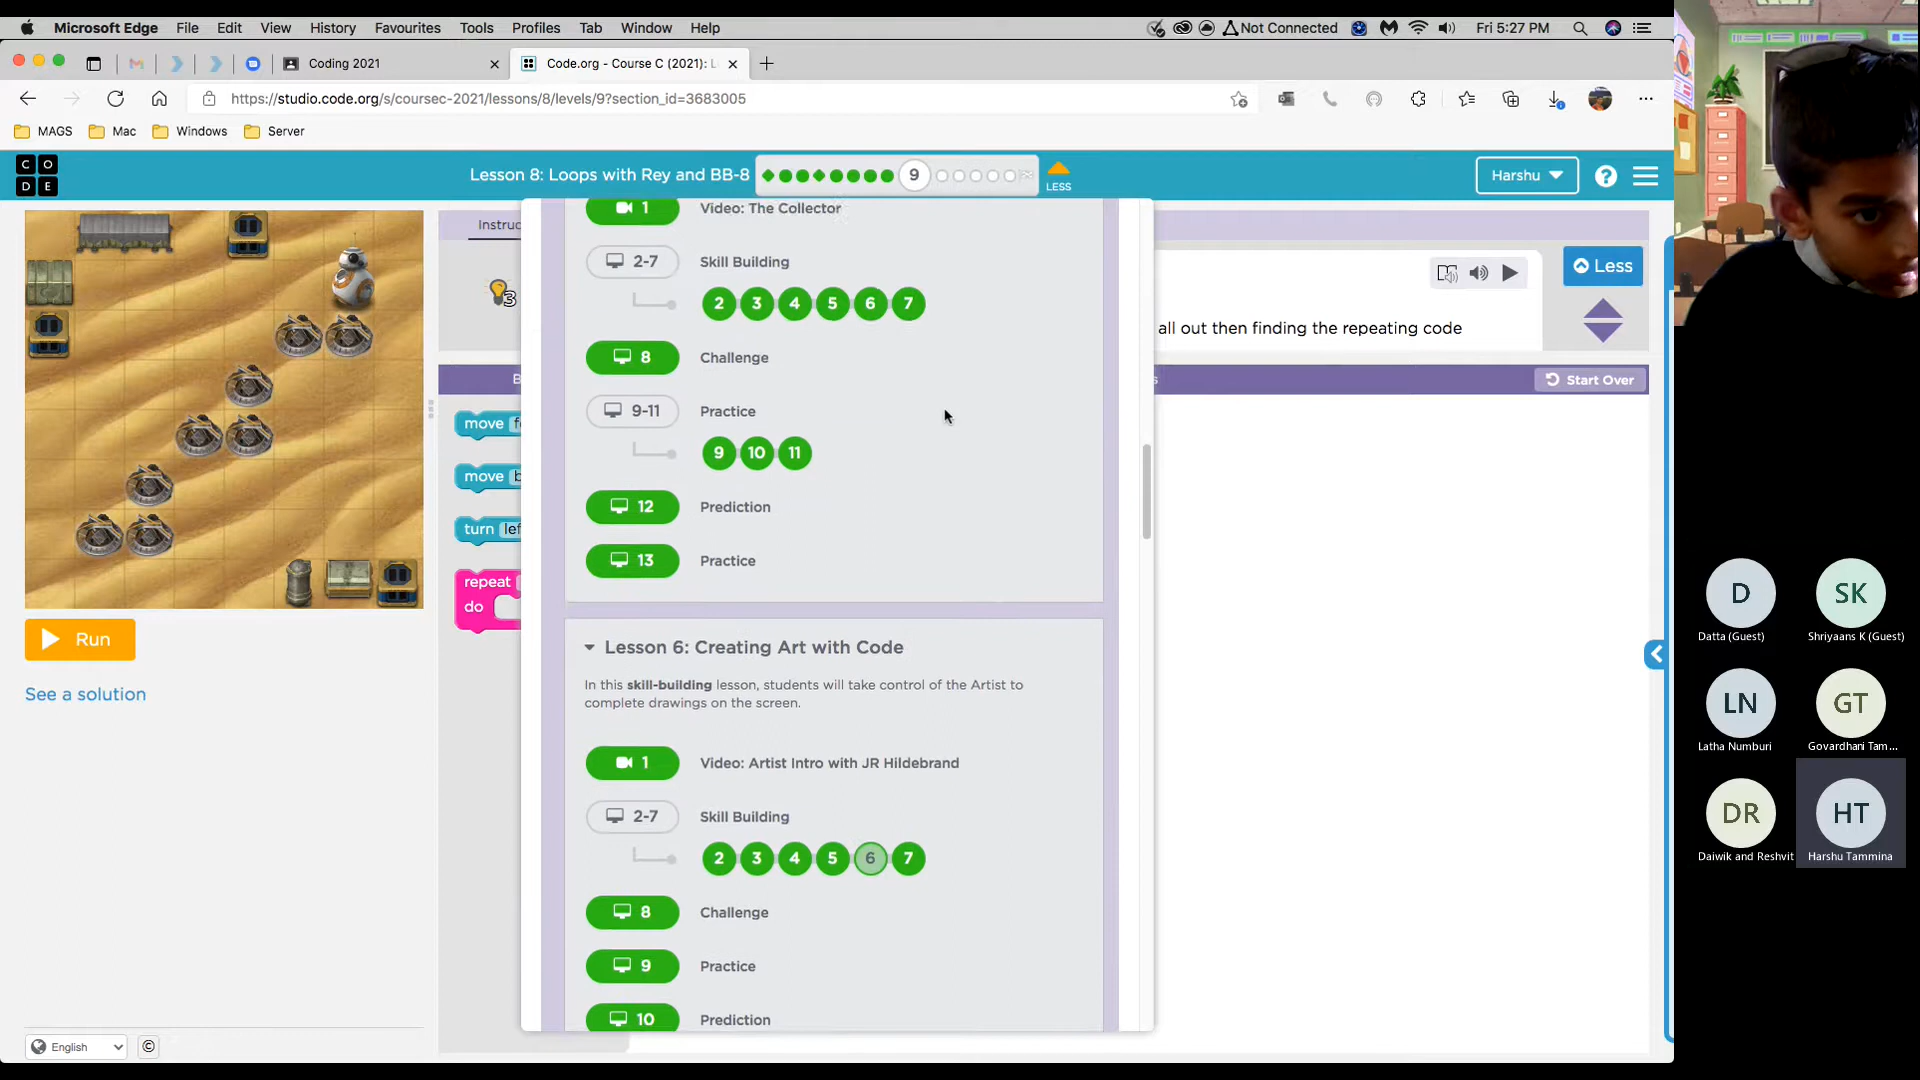 Microsoft Edge File Edit View History Favourites Tools Profiles Tab Window Help
Not Connected Fri 5:27 PM
Coding 2021
Code.org - Course C (2021): L
https://studio.code.org/s/coursec-2021/lessons/8/levels/9?section_id=3683005
MAGS Mac Windows Server
C O D E
Lesson 8: Loops with Rey and BB-8
9
LESS
Harshu
Instruc
3
Less
all out then finding the repeating code
B
s
Start Over
move f
move b
turn lef
repeat
do
Run
See a solution
English
©
1 Video: The Collector
2-7 Skill Building
2 3 4 5 6 7
8 Challenge
9-11 Practice
9 10 11
12 Prediction
13 Practice
Lesson 6: Creating Art with Code
In this skill-building lesson, students will take control of the Artist to
complete drawings on the screen.
1 Video: Artist Intro with JR Hildebrand
2-7 Skill Building
2 3 4 5 6 7
8 Challenge
9 Practice
10 Prediction
D SK
Datta (Guest) Shriyaans K (Guest)
LN GT
Latha Numburi Govardhani Tam...
DR HT
Daiwik and Reshvit Harshu Tammina